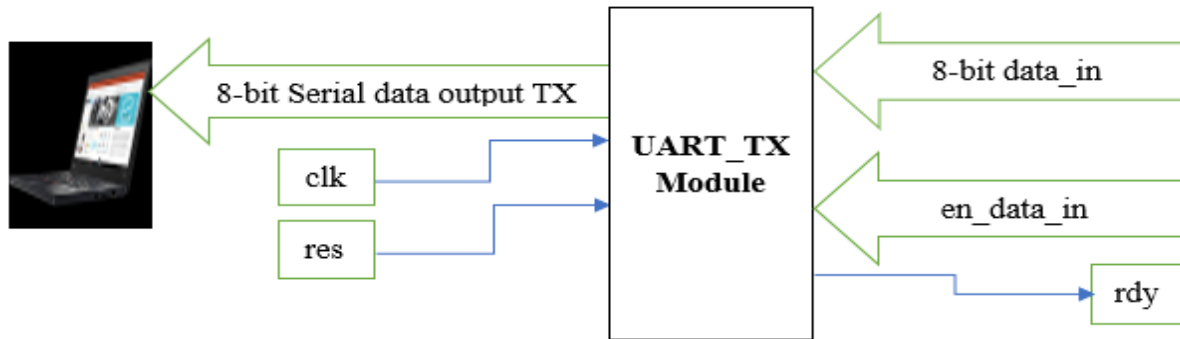 8-bit Serial data output TX
clk
res
UART_TX
Module
8-bit data_in
en_data_in
rdy